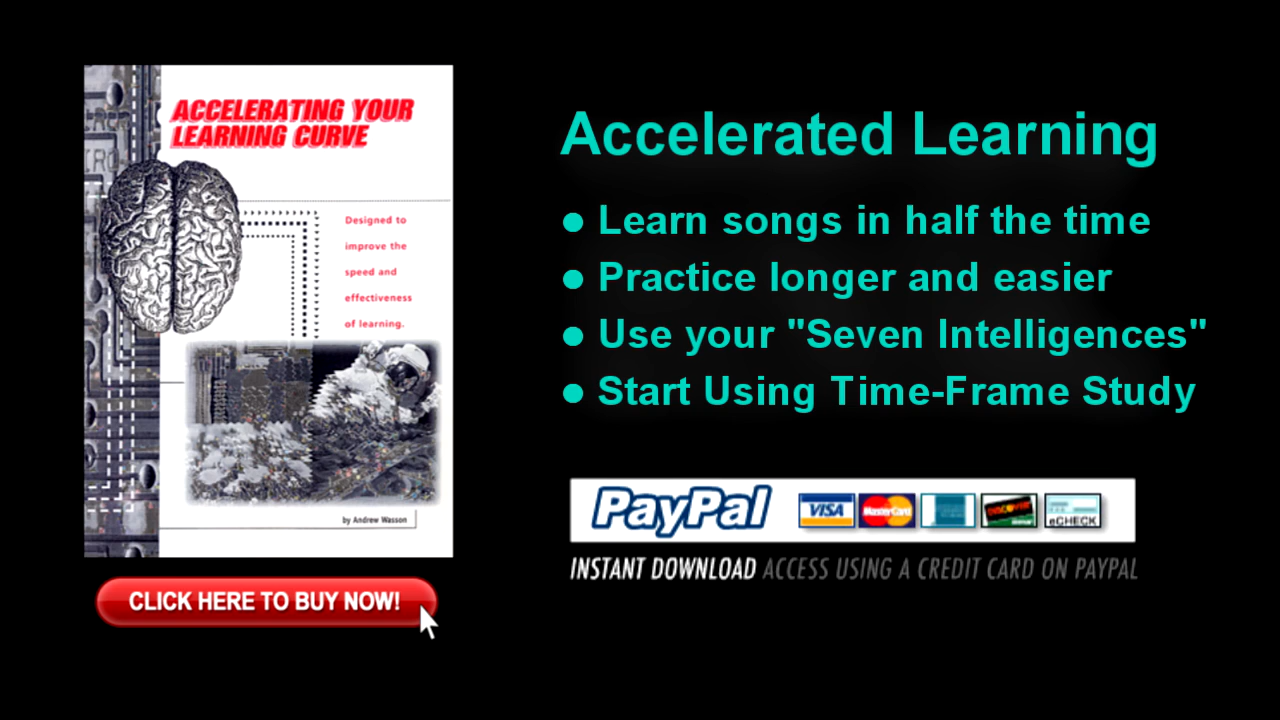 ACCELERATING YOUR
LEARNING CURVE
Designed to
improve the
speed and
effectiveness
of learning.
by Andrew Wasson
CLICK HERE TO BUY NOW!
Accelerated Learning
● Learn songs in half the time
● Practice longer and easier
● Use your "Seven Intelligences"
● Start Using Time-Frame Study
PayPal VISA MasterCard DISCOVER eCHECK
INSTANT DOWNLOAD ACCESS USING A CREDIT CARD ON PAYPAL